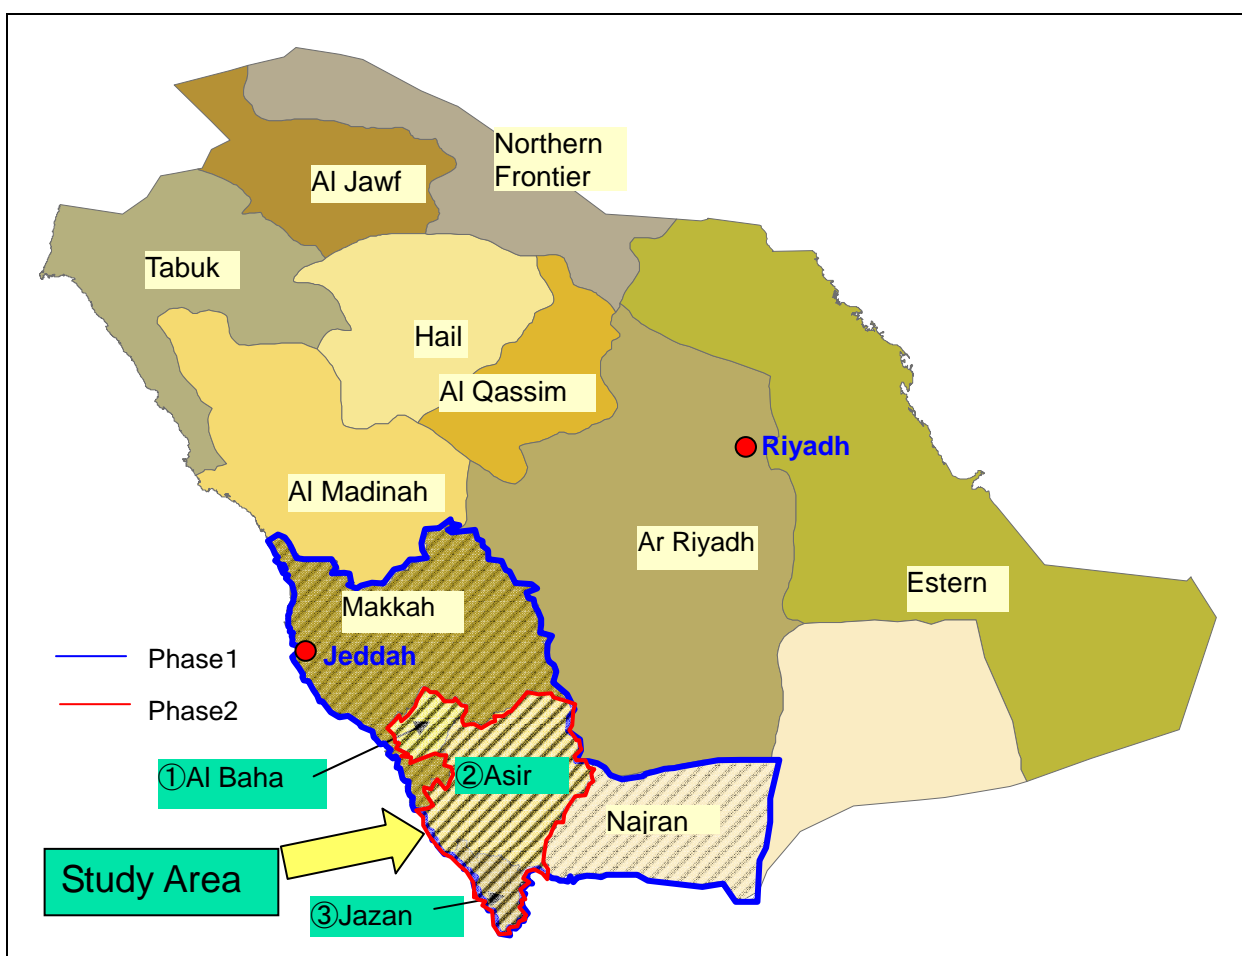 Northern
Frontier
Al Jawf
Tabuk
Hail
Al Qassim
Riyadh
Al Madinah
Ar Riyadh
Estern
Makkah
Jeddah
Phase1
Phase2
①Al Baha
②Asir
Najran
Study Area
③Jazan